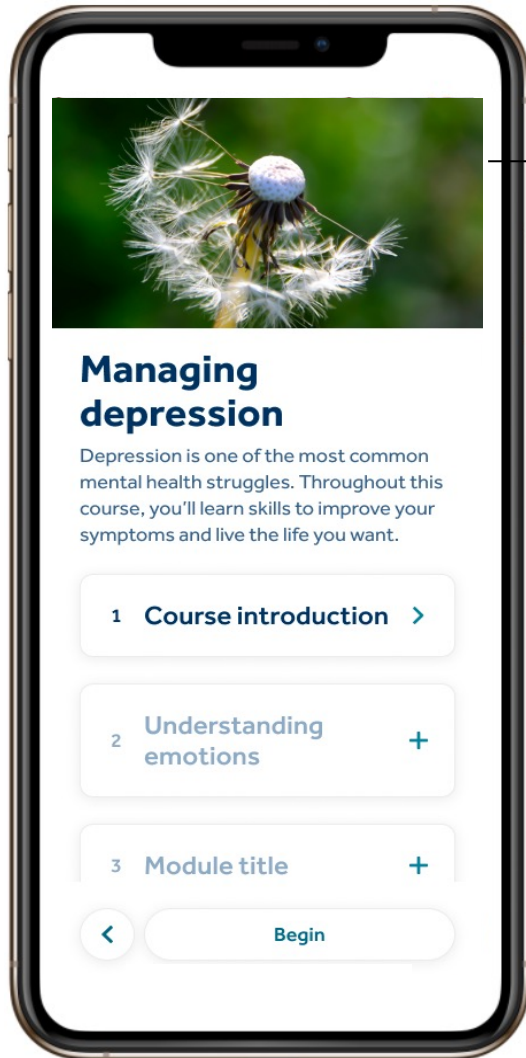 Managing
depression
Depression is one of the most common
mental health struggles. Throughout this
course, you'll learn skills to improve your
symptoms and live the life you want.
1 Course introduction
2 Understanding
emotions
3 Module title
Begin